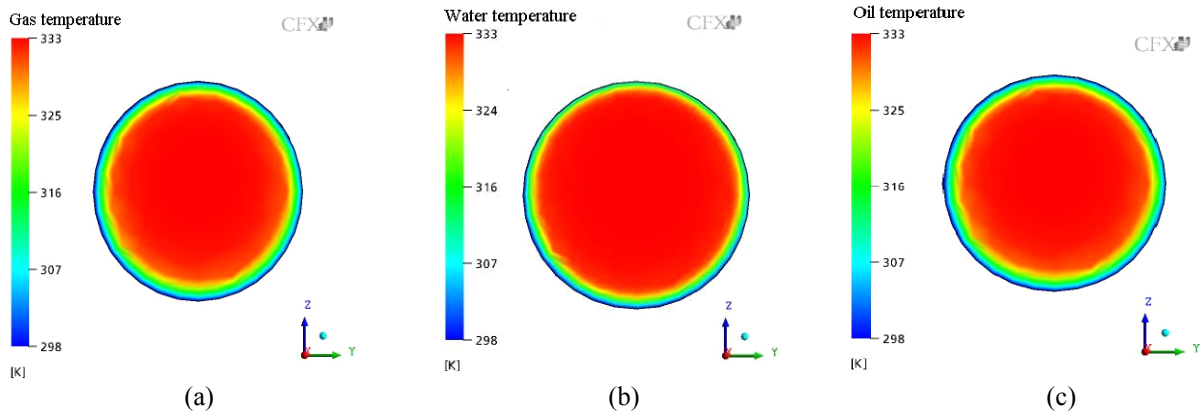 Gas temperature
CFX
333
325
316
307
298
[K]
Z
X
Y
(a)
Water temperature
CFX
333
324
316
307
298
[K]
Z
X
Y
(b)
Oil temperature
CFX
333
325
316
307
298
[K]
Z
X
Y
(c)